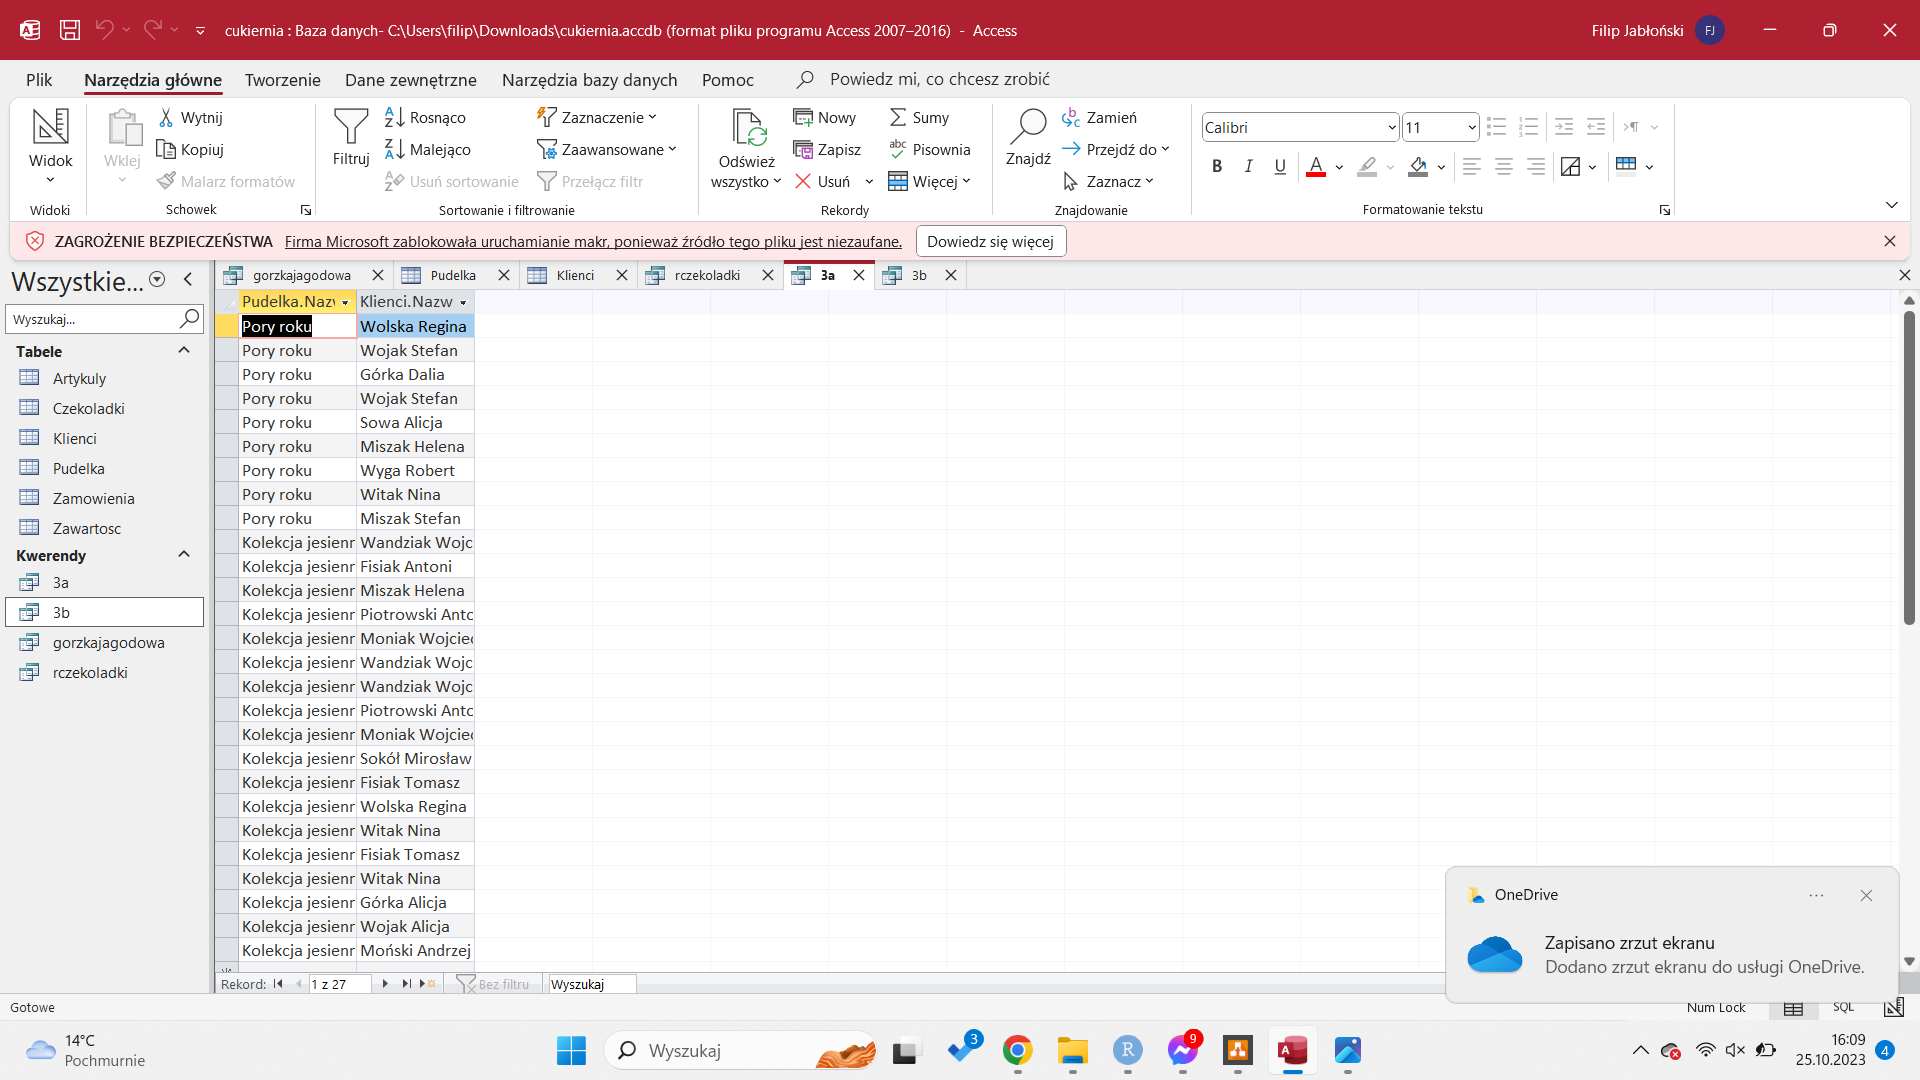 cukiernia : Baza danych- C:\Users\filip\Downloads\cukiernia.accdb (format pliku programu Access 2007–2016) - Access
Filip Jabłoński FJ
Plik Narzędzia główne Tworzenie Dane zewnętrzne Narzędzia bazy danych Pomoc Powiedz mi, co chcesz zrobić
Widok
Widoki
Wklej
Wytnij
Kopiuj
Malarz formatów
Schowek
Filtruj
Rosnąco
Malejąco
Usuń sortowanie
Zaznaczenie
Zaawansowane
Przełącz filtr
Sortowanie i filtrowanie
Odśwież
wszystko
Nowy
Zapisz
Usuń
Sumy
Pisownia
Więcej
Rekordy
Znajdź
Zamień
Przejdź do
Zaznacz
Znajdowanie
Calibri 11
B I U A
Formatowanie tekstu
ZAGROŻENIE BEZPIECZEŃSTWA Firma Microsoft zablokowała uruchamianie makr, ponieważ źródło tego pliku jest niezaufane. Dowiedz się więcej
Wszystkie...
Wyszukaj...
Tabele
Artykuly
Czekoladki
Klienci
Pudelka
Zamowienia
Zawartosc
Kwerendy
3a
3b
gorzkajagodowa
rczekoladki
gorzkajagodowa Pudelka Klienci rczekoladki 3a 3b
Pudelka.Nazw Klienci.Nazw
Pory roku Wolska Regina
Pory roku Wojak Stefan
Pory roku Górka Dalia
Pory roku Wojak Stefan
Pory roku Sowa Alicja
Pory roku Miszak Helena
Pory roku Wyga Robert
Pory roku Witak Nina
Pory roku Miszak Stefan
Kolekcja jesienr Wandziak Wojc
Kolekcja jesienr Fisiak Antoni
Kolekcja jesienr Miszak Helena
Kolekcja jesienr Piotrowski Anto
Kolekcja jesienr Moniak Wojciec
Kolekcja jesienr Wandziak Wojc
Kolekcja jesienr Wandziak Wojc
Kolekcja jesienr Piotrowski Anto
Kolekcja jesienr Moniak Wojciec
Kolekcja jesienr Sokół Mirosław
Kolekcja jesienr Fisiak Tomasz
Kolekcja jesienr Wolska Regina
Kolekcja jesienr Witak Nina
Kolekcja jesienr Fisiak Tomasz
Kolekcja jesienr Witak Nina
Kolekcja jesienr Górka Alicja
Kolekcja jesienr Wojak Alicja
Kolekcja jesienr Moński Andrzej
Rekord: 1 z 27 Bez filtru Wyszukaj
OneDrive
Zapisano zrzut ekranu
Dodano zrzut ekranu do usługi OneDrive.
Gotowe
Num Lock
SQL
14°C
Pochmurnie
Wyszukaj
3
9
16:09
25.10.2023
4